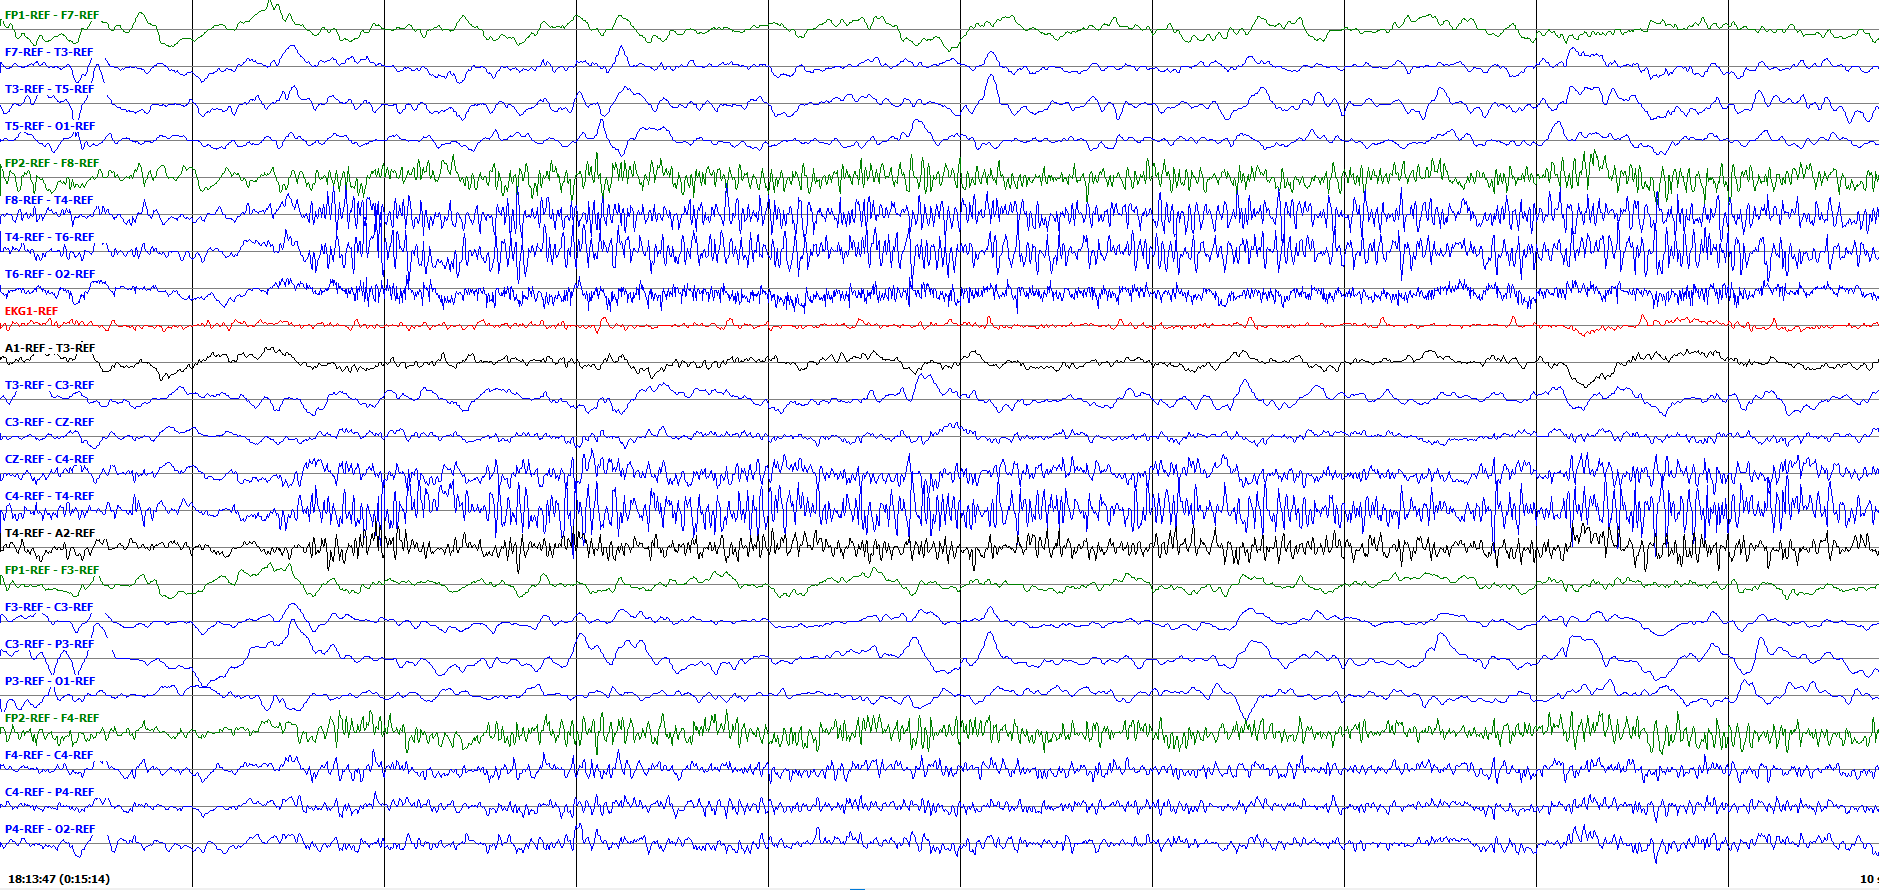 FP1-REF - F7-REF
F7-REF - T3-REF
T3-REF - T5-REF
T5-REF - O1-REF
FP2-REF - F8-REF
F8-REF - T4-REF
T4-REF - T6-REF
T6-REF - O2-REF
EKG1-REF
A1-REF - T3-REF
T3-REF - C3-REF
C3-REF - CZ-REF
CZ-REF - C4-REF
C4-REF - T4-REF
T4-REF - A2-REF
FP1-REF - F3-REF
F3-REF - C3-REF
C3-REF - P3-REF
P3-REF - O1-REF
FP2-REF - F4-REF
F4-REF - C4-REF
C4-REF - P4-REF
P4-REF - O2-REF
18:13:47 (0:15:14) 10 s